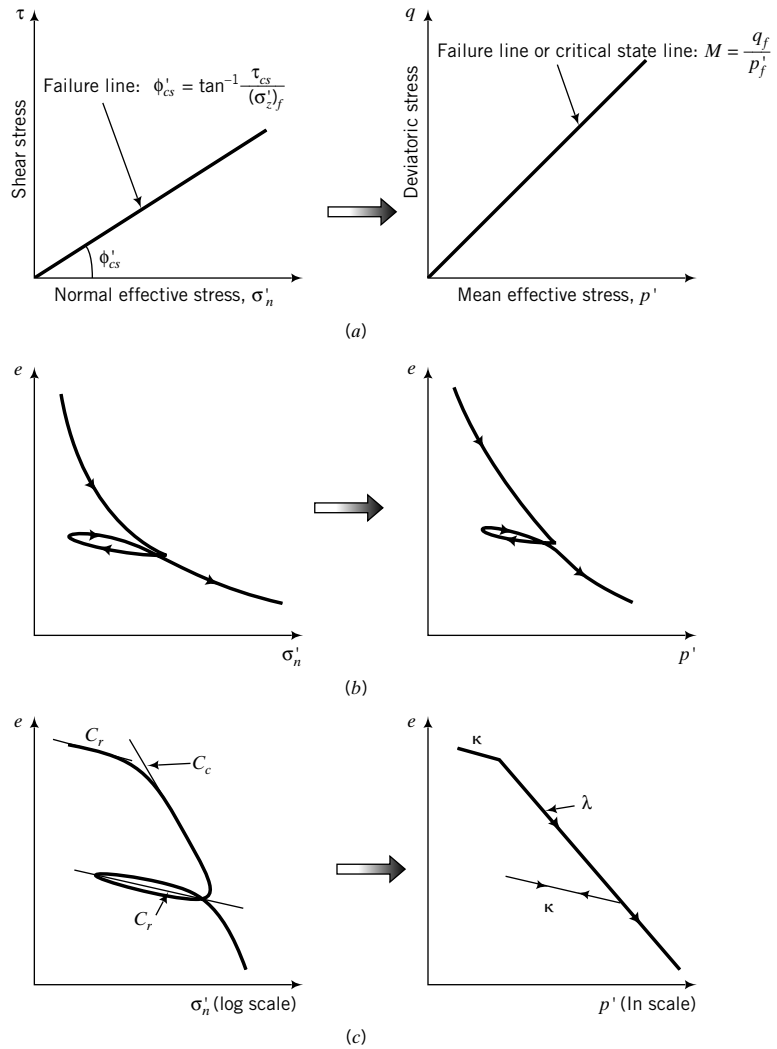 τ
Shear stress
Failure line: ϕ′cs = tan⁻¹ τcs / (σ′z)f
ϕ′cs
Normal effective stress, σ′n
q
Deviatoric stress
Failure line or critical state line: M = qf / p′f
Mean effective stress, p'
(a)
e
σ′n
e
p'
(b)
e
Cr
Cc
Cr
σ′n (log scale)
e
κ
λ
κ
p' (In scale)
(c)